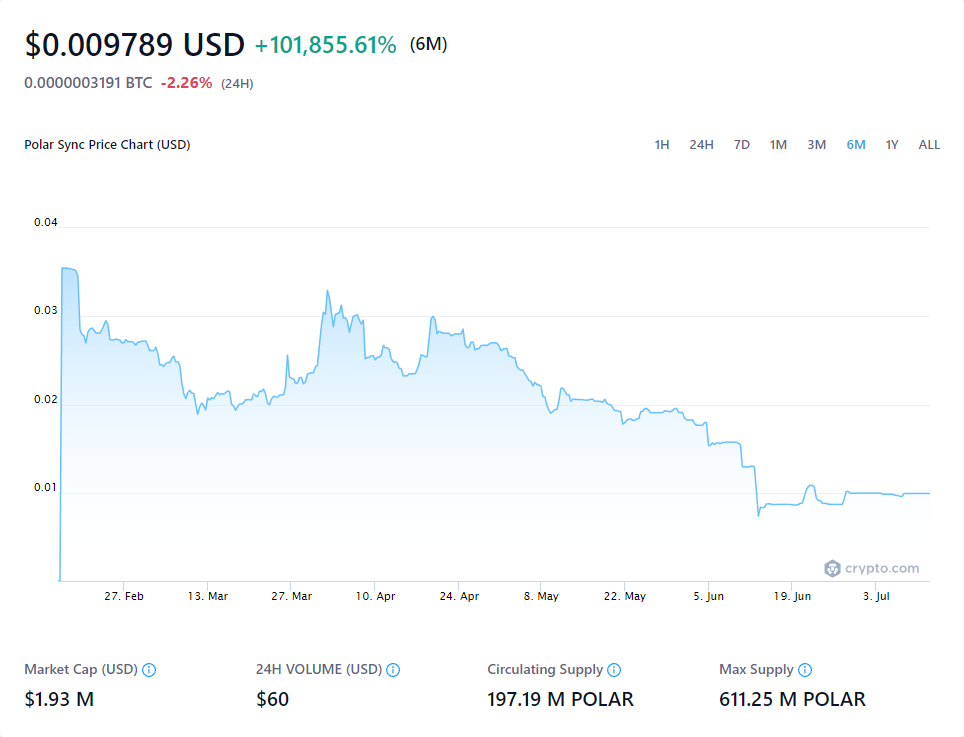 $0.009789 USD +101,855.61% (6M)
0.0000003191 BTC -2.26% (24H)
Polar Sync Price Chart (USD) 1H 24H 7D 1M 3M 6M 1Y ALL
0.04
0.03
0.02
0.01
crypto.com
27. Feb 13. Mar 27. Mar 10. Apr 24. Apr 8. May 22. May 5. Jun 19. Jun 3. Jul
Market Cap (USD) 24H VOLUME (USD) Circulating Supply Max Supply
$1.93 M $60 197.19 M POLAR 611.25 M POLAR